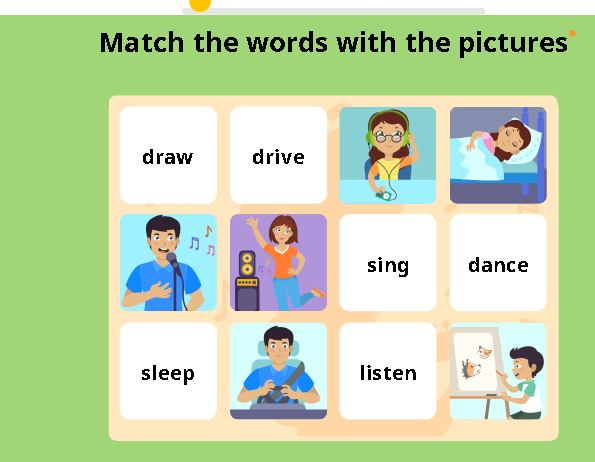 Match the words with the pictures
draw
drive
sing
dance
sleep
listen